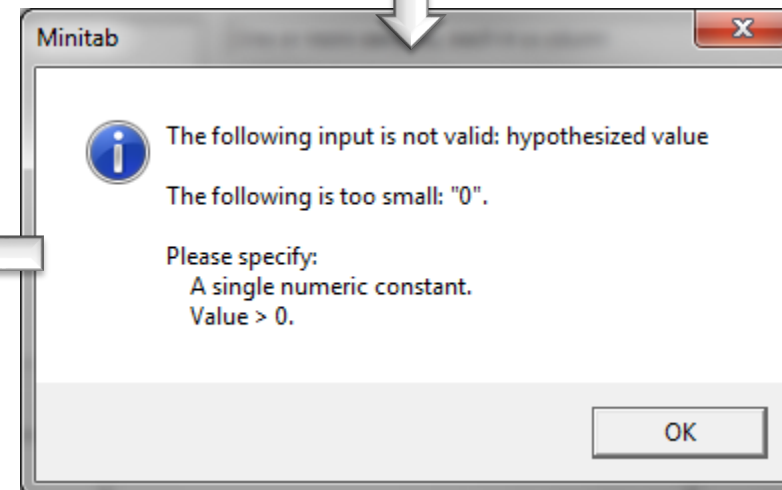 Minitab
The following input is not valid: hypothesized value
The following is too small: "0".
Please specify:
A single numeric constant.
Value > 0.
OK